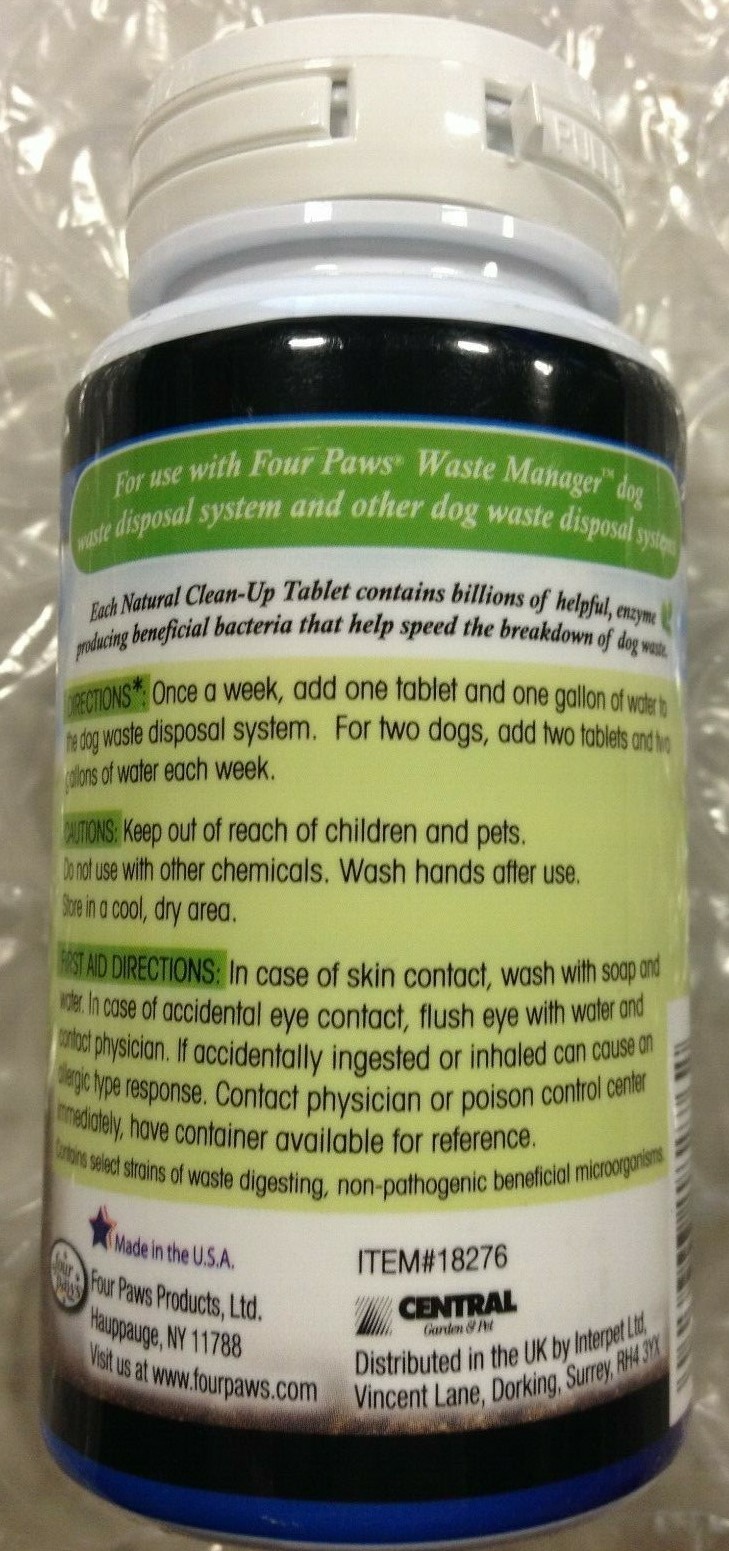 PULL
For use with Four Paws® Waste Manager™ dog
waste disposal system and other dog waste disposal systems
Each Natural Clean-Up Tablet contains billions of helpful, enzyme
producing beneficial bacteria that help speed the breakdown of dog waste.
DIRECTIONS*: Once a week, add one tablet and one gallon of water to
the dog waste disposal system. For two dogs, add two tablets and two
gallons of water each week.
CAUTIONS: Keep out of reach of children and pets.
Do not use with other chemicals. Wash hands after use.
Store in a cool, dry area.
FIRST AID DIRECTIONS: In case of skin contact, wash with soap and
water. In case of accidental eye contact, flush eye with water and
contact physician. If accidentally ingested or inhaled can cause an
allergic type response. Contact physician or poison control center
immediately, have container available for reference.
Contains select strains of waste digesting, non-pathogenic beneficial microorganisms.
Made in the U.S.A.
four paws
Four Paws Products, Ltd.
Hauppauge, NY 11788
Visit us at www.fourpaws.com
ITEM#18276
CENTRAL
Garden & Pet
Distributed in the UK by Interpet Ltd,
Vincent Lane, Dorking, Surrey, RH4 3YX